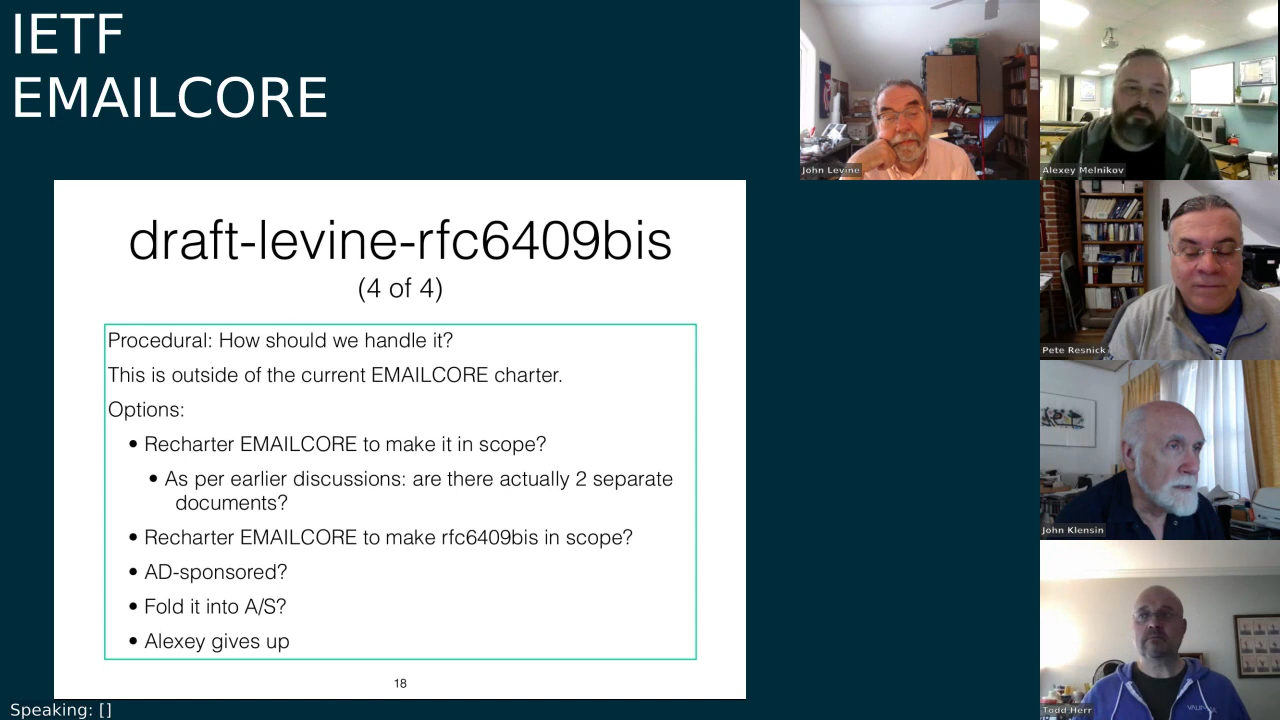 IETF
EMAILCORE
John Levine
Alexey Melnikov
draft-levine-rfc6409bis
(4 of 4)
Procedural: How should we handle it?
This is outside of the current EMAILCORE charter.
Options:
• Recharter EMAILCORE to make it in scope?
• As per earlier discussions: are there actually 2 separate
documents?
• Recharter EMAILCORE to make rfc6409bis in scope?
• AD-sponsored?
• Fold it into A/S?
• Alexey gives up
18
Pete Resnick
John Klensin
Todd Herr
Speaking: []